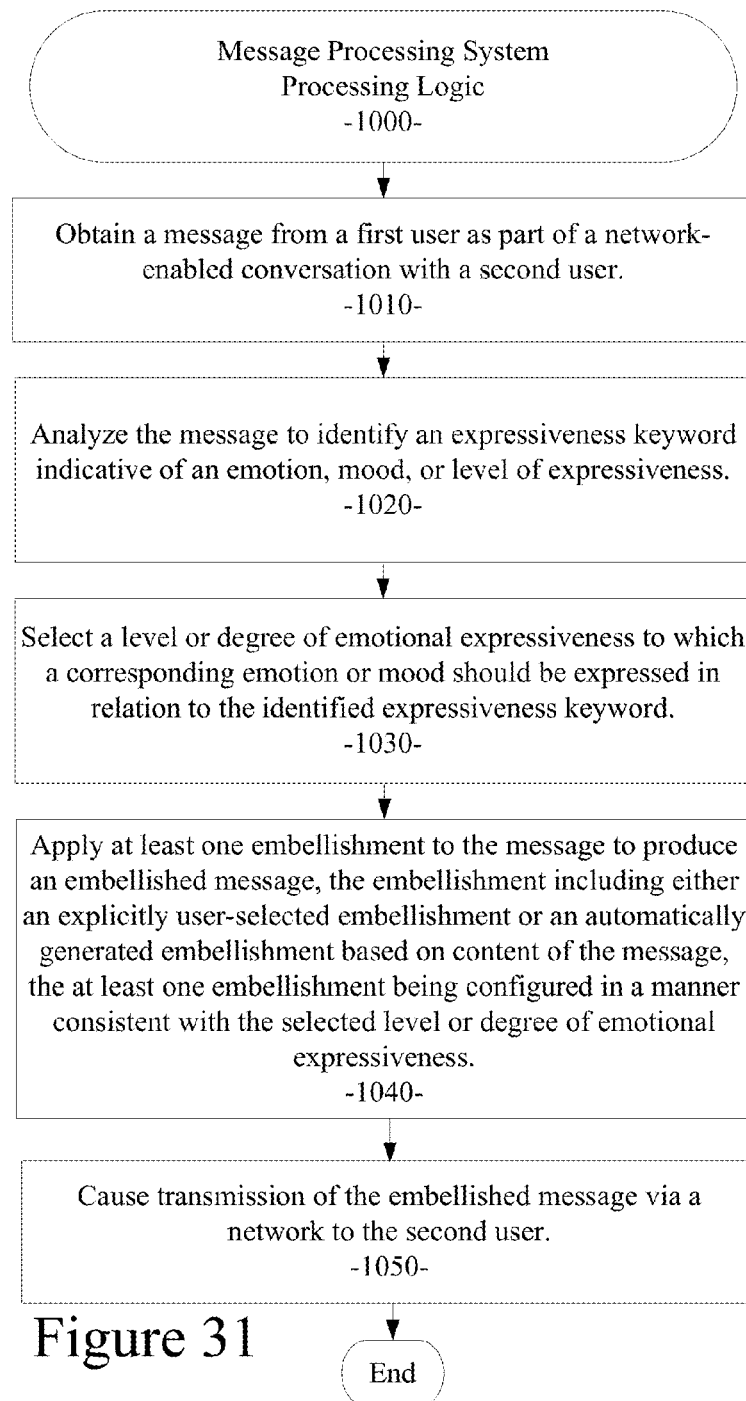 Message Processing System
Processing Logic
-1000-
Obtain a message from a first user as part of a network-
enabled conversation with a second user.
-1010-
Analyze the message to identify an expressiveness keyword
indicative of an emotion, mood, or level of expressiveness.
-1020-
Select a level or degree of emotional expressiveness to which
a corresponding emotion or mood should be expressed in
relation to the identified expressiveness keyword.
-1030-
Apply at least one embellishment to the message to produce
an embellished message, the embellishment including either
an explicitly user-selected embellishment or an automatically
generated embellishment based on content of the message,
the at least one embellishment being configured in a manner
consistent with the selected level or degree of emotional
expressiveness.
-1040-
Cause transmission of the embellished message via a
network to the second user.
-1050-
Figure 31
End